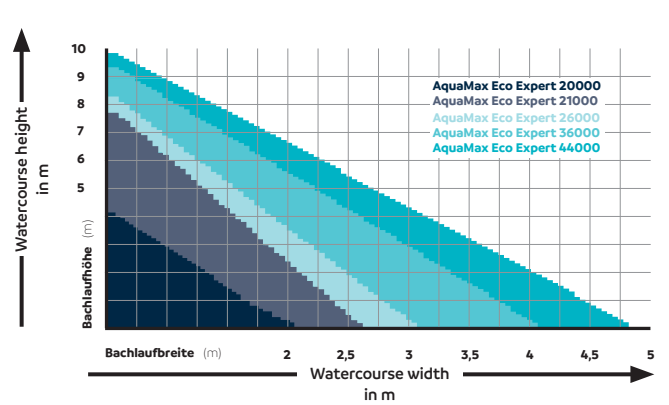 Watercourse height
in m
Bachlaufhöhe (m)
10
9
8
7
6
5
AquaMax Eco Expert 20000
AquaMax Eco Expert 21000
AquaMax Eco Expert 26000
AquaMax Eco Expert 36000
AquaMax Eco Expert 44000
Bachlaufbreite (m) 2 2,5 3 3,5 4 4,5 5
Watercourse width
in m